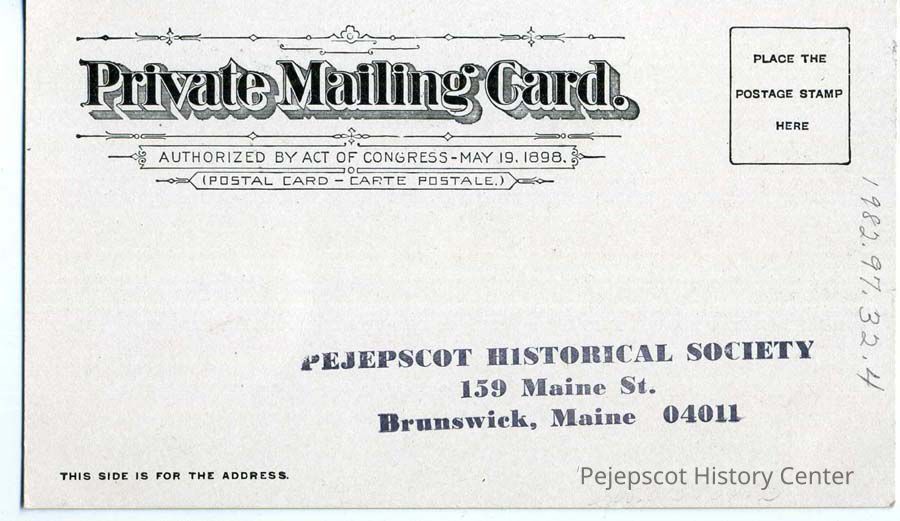 Private Mailing Card.
AUTHORIZED BY ACT OF CONGRESS-MAY 19, 1898.
(POSTAL CARD - CARTE POSTALE.)
PLACE THE
POSTAGE STAMP
HERE
1982.97.32.4
PEJEPSCOT HISTORICAL SOCIETY
159 Maine St.
Brunswick, Maine 04011
THIS SIDE IS FOR THE ADDRESS.
Pejepscot History Center